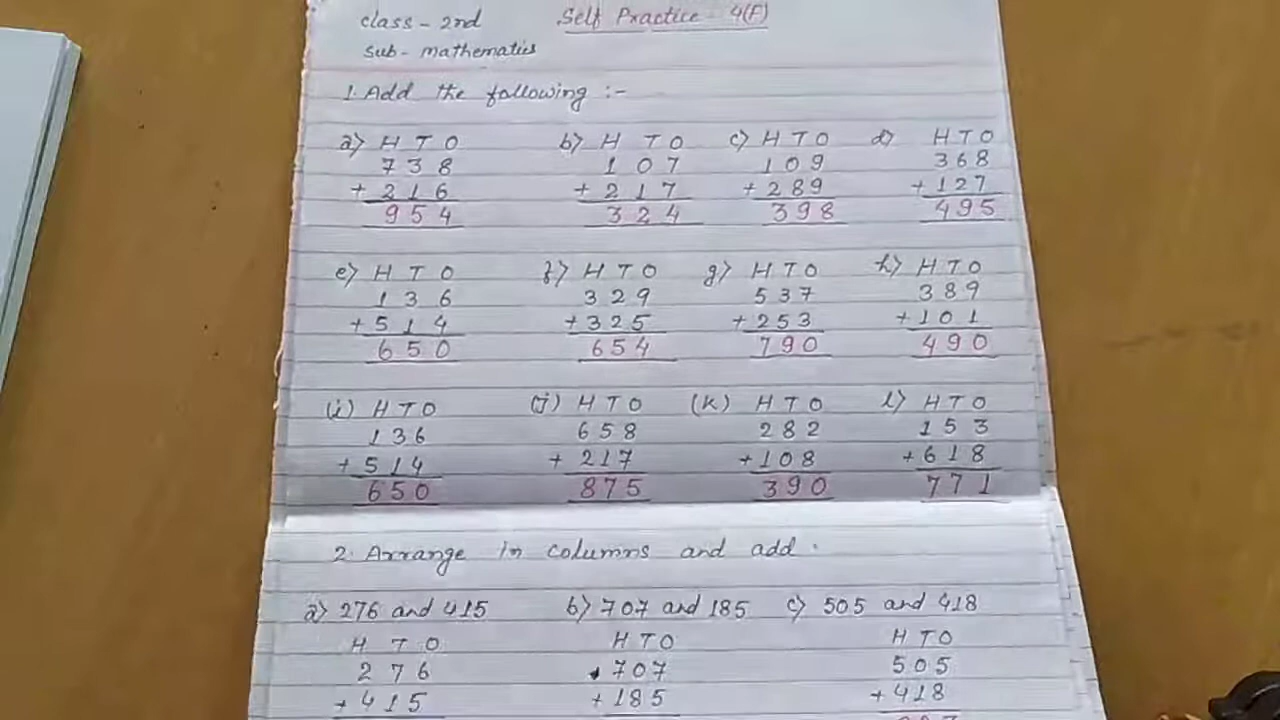 class - 2nd Self Practice - 4(F)
sub - mathematics
1. Add the following :-
a) H T O b) H T O c) H T O d) H T O
7 3 8 1 0 7 1 0 9 3 6 8
+ 2 1 6 + 2 1 7 + 2 8 9 + 1 2 7
9 5 4 3 2 4 3 9 8 4 9 5
e) H T O f) H T O g) H T O h) H T O
1 3 6 3 2 9 5 3 7 3 8 9
+ 5 1 4 + 3 2 5 + 2 5 3 + 1 0 1
6 5 0 6 5 4 7 9 0 4 9 0
(i) H T O (j) H T O (k) H T O l) H T O
1 3 6 6 5 8 2 8 2 1 5 3
+ 5 1 4 + 2 1 7 + 1 0 8 + 6 1 8
6 5 0 8 7 5 3 9 0 7 7 1
2. Arrange in columns and add.
a) 276 and 415 b) 707 and 185 c) 505 and 418
H T O H T O H T O
2 7 6 7 0 7 5 0 5
+ 4 1 5 + 1 8 5 + 4 1 8